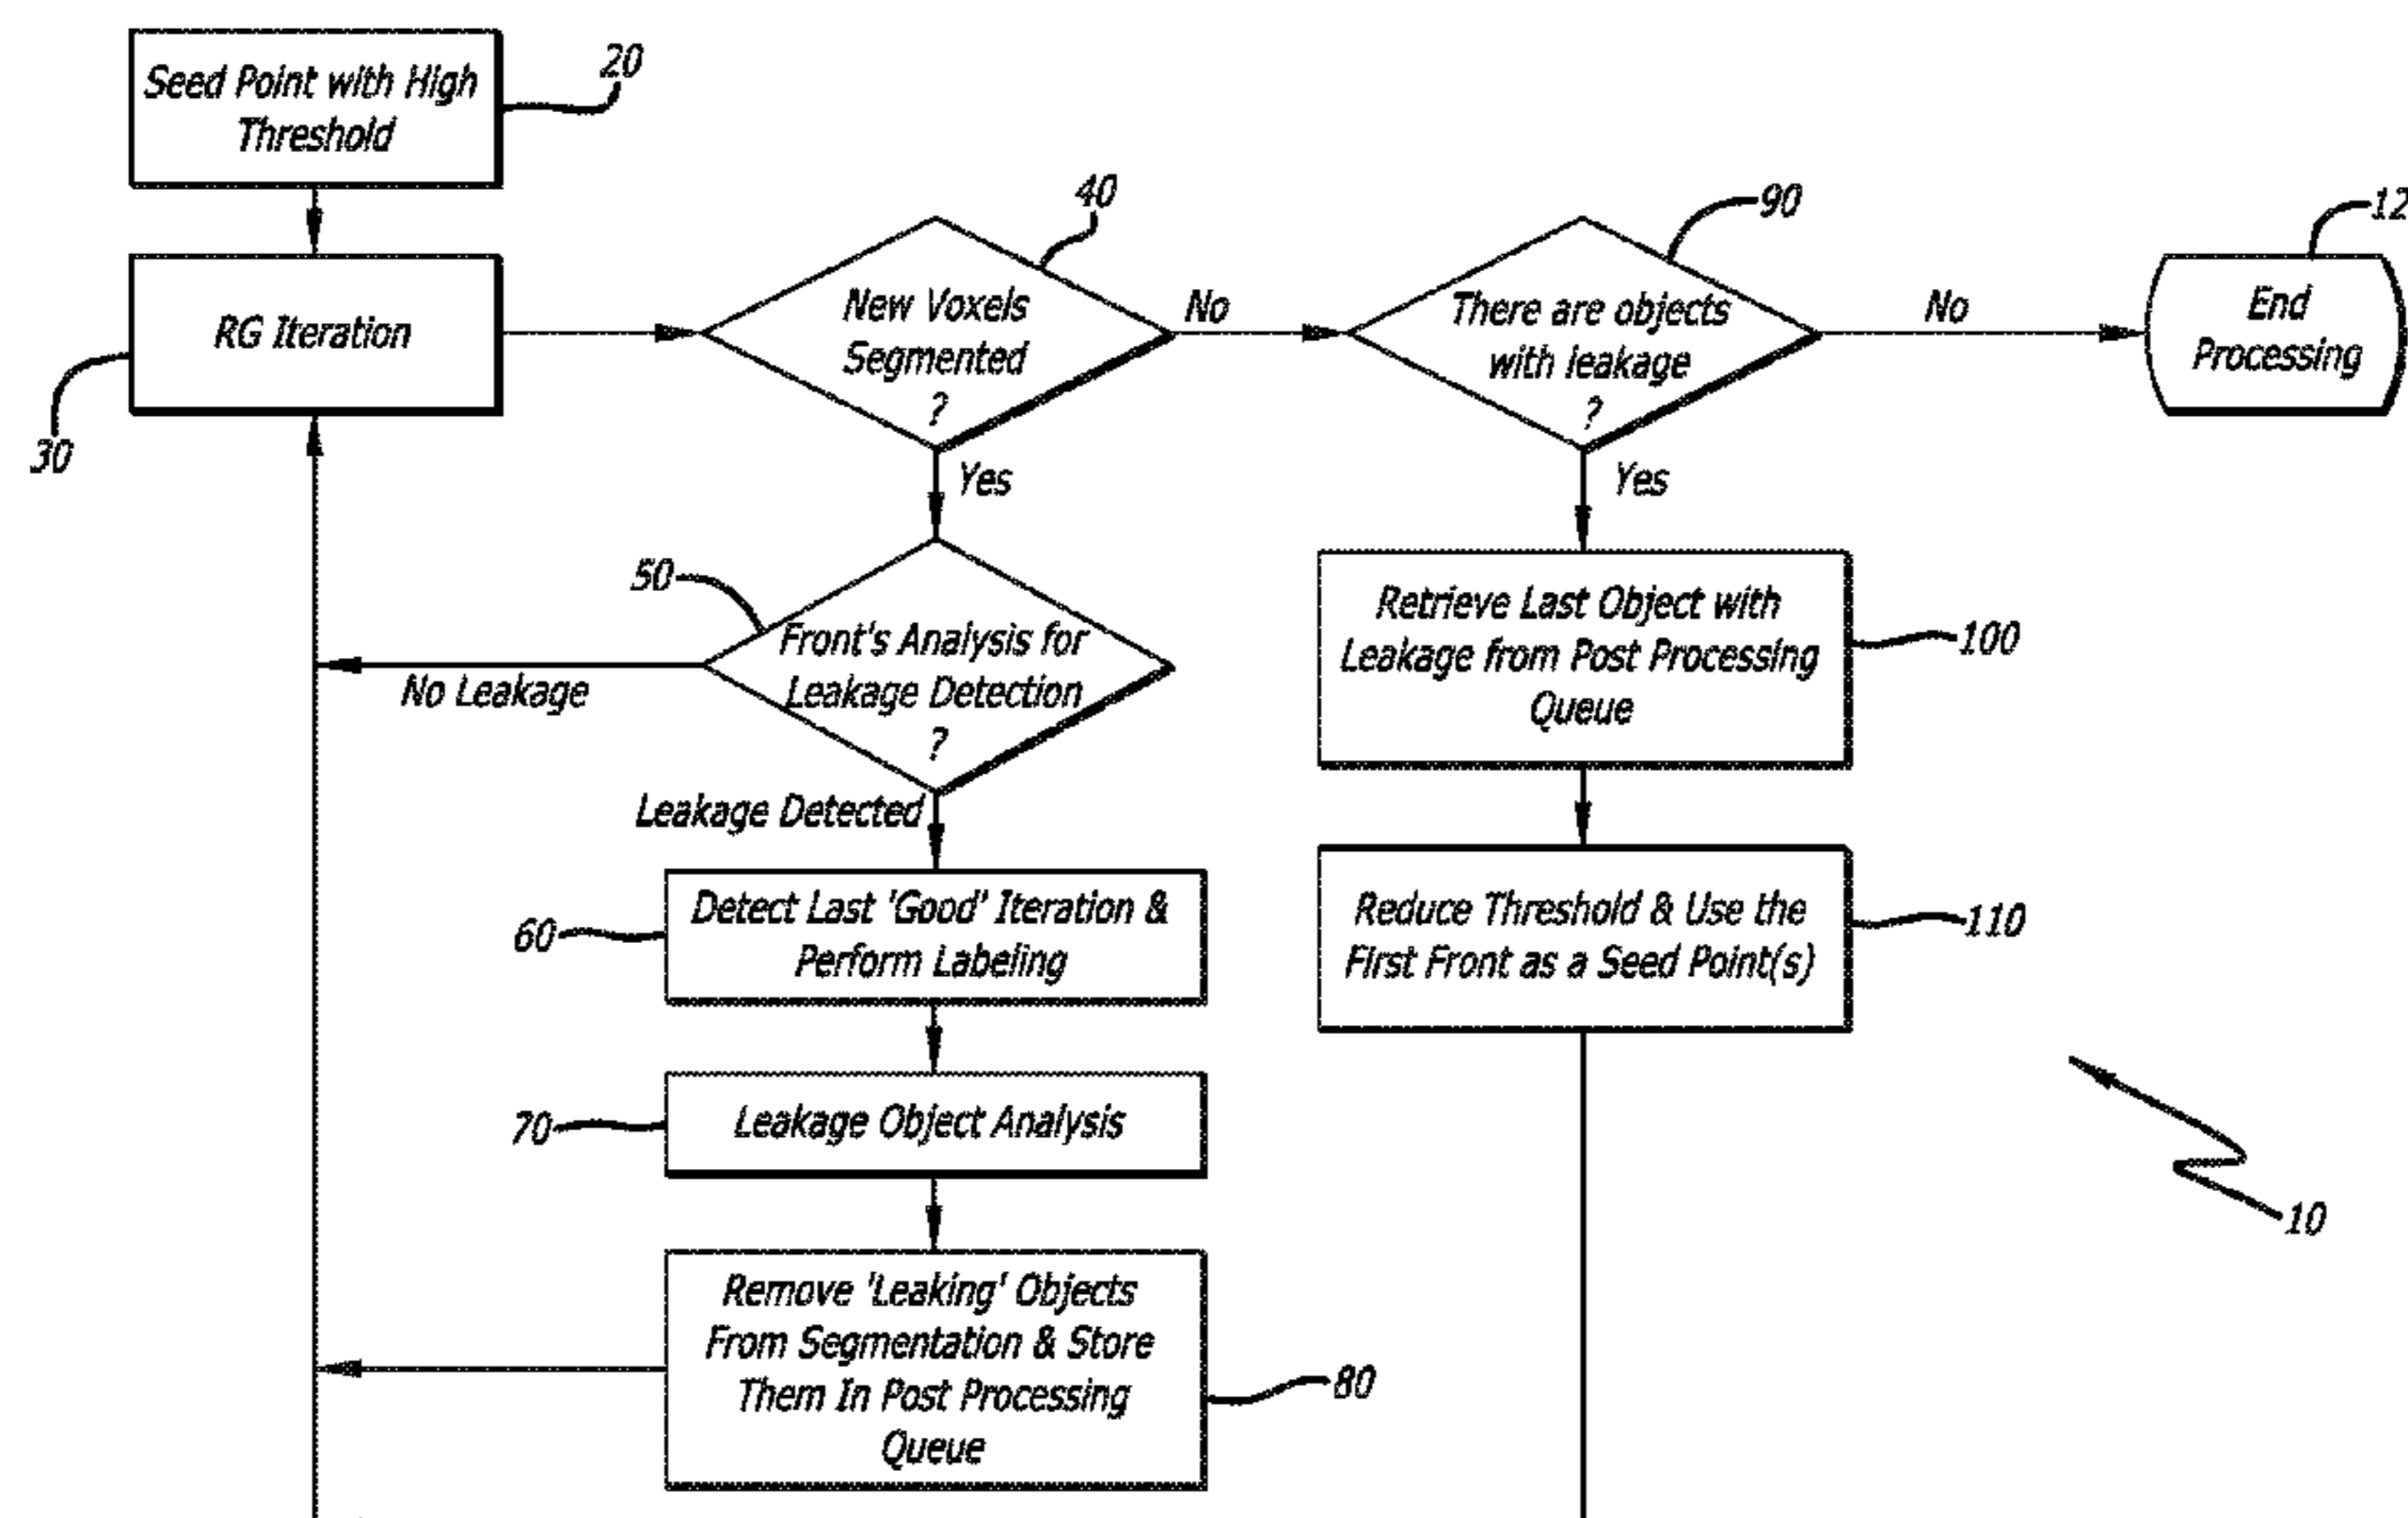 Seed Point with High
Threshold
20
RG Iteration
30
New Voxels
Segmented
?
40
No
Yes
There are objects
with leakage
?
90
No
Yes
End
Processing
12
Front's Analysis for
Leakage Detection
?
50
No Leakage
Leakage Detected
Detect Last 'Good' Iteration &
Perform Labeling
60
Leakage Object Analysis
70
Remove 'Leaking' Objects
From Segmentation & Store
Them In Post Processing
Queue
80
Retrieve Last Object with
Leakage from Post Processing
Queue
100
Reduce Threshold & Use the
First Front as a Seed Point(s)
110
10